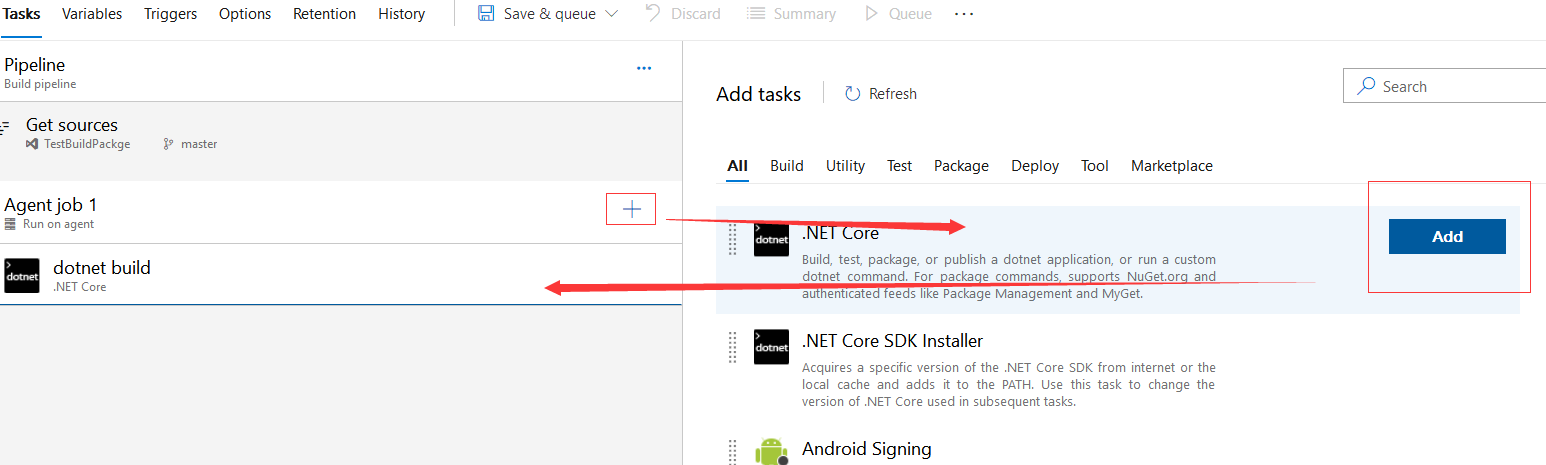 Tasks Variables Triggers Options Retention History Save & queue Discard Summary Queue ...
Pipeline
Build pipeline
...
Get sources
TestBuildPackge master
Agent job 1
Run on agent
dotnet
dotnet build
.NET Core
Add tasks Refresh Search
All Build Utility Test Package Deploy Tool Marketplace
dotnet
.NET Core
Add
Build, test, package, or publish a dotnet application, or run a custom
dotnet command. For package commands, supports NuGet.org and
authenticated feeds like Package Management and MyGet.
dotnet
.NET Core SDK Installer
Acquires a specific version of the .NET Core SDK from internet or the
local cache and adds it to the PATH. Use this task to change the
version of .NET Core used in subsequent tasks.
Android Signing